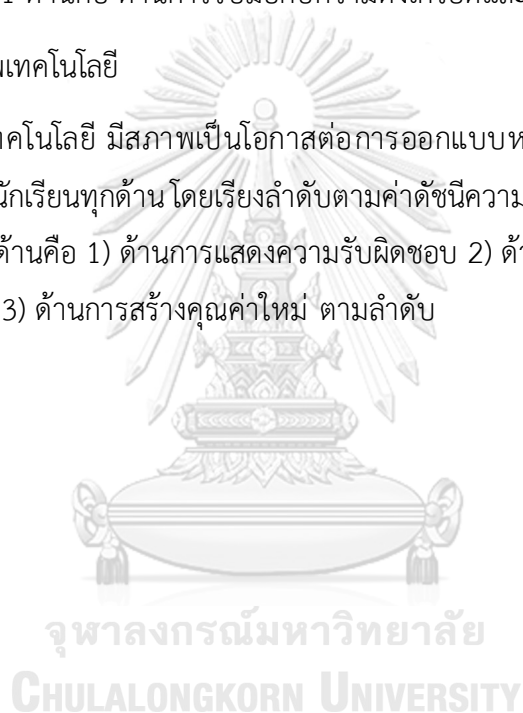 1 ด้านคือ ด้านการรับมือกับความตึงเครียดและ
เทคโนโลยี
เทคโนโลยี มีสภาพเป็นโอกาสต่อการออกแบบห
นักเรียนทุกด้าน โดยเรียงลำดับตามค่าดัชนีความ
ด้านคือ 1) ด้านการแสดงความรับผิดชอบ 2) ด้
3) ด้านการสร้างคุณค่าใหม่ ตามลำดับ
จุฬาลงกรณ์มหาวิทยาลัย
CHULALONGKORN UNIVERSITY